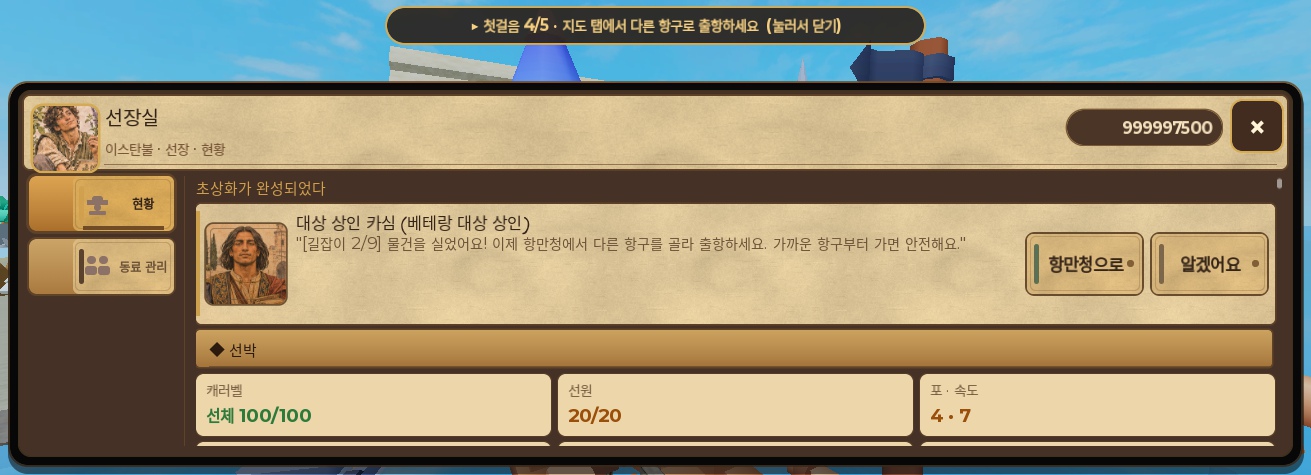 ▸ 첫걸음 4/5 · 지도 탭에서 다른 항구로 출항하세요 (눌러서 닫기)
선장실
이스탄불 · 선장 · 현황
999997500
×
현황
동료 관리
초상화가 완성되었다
대상 상인 카심 (베테랑 대상 상인)
"[길잡이 2/9] 물건을 실었어요! 이제 항만청에서 다른 항구를 골라 출항하세요. 가까운 항구부터 가면 안전해요."
항만청으로
알겠어요
◆ 선박
캐러벨
선체 100/100
선원
20/20
포 · 속도
4 · 7